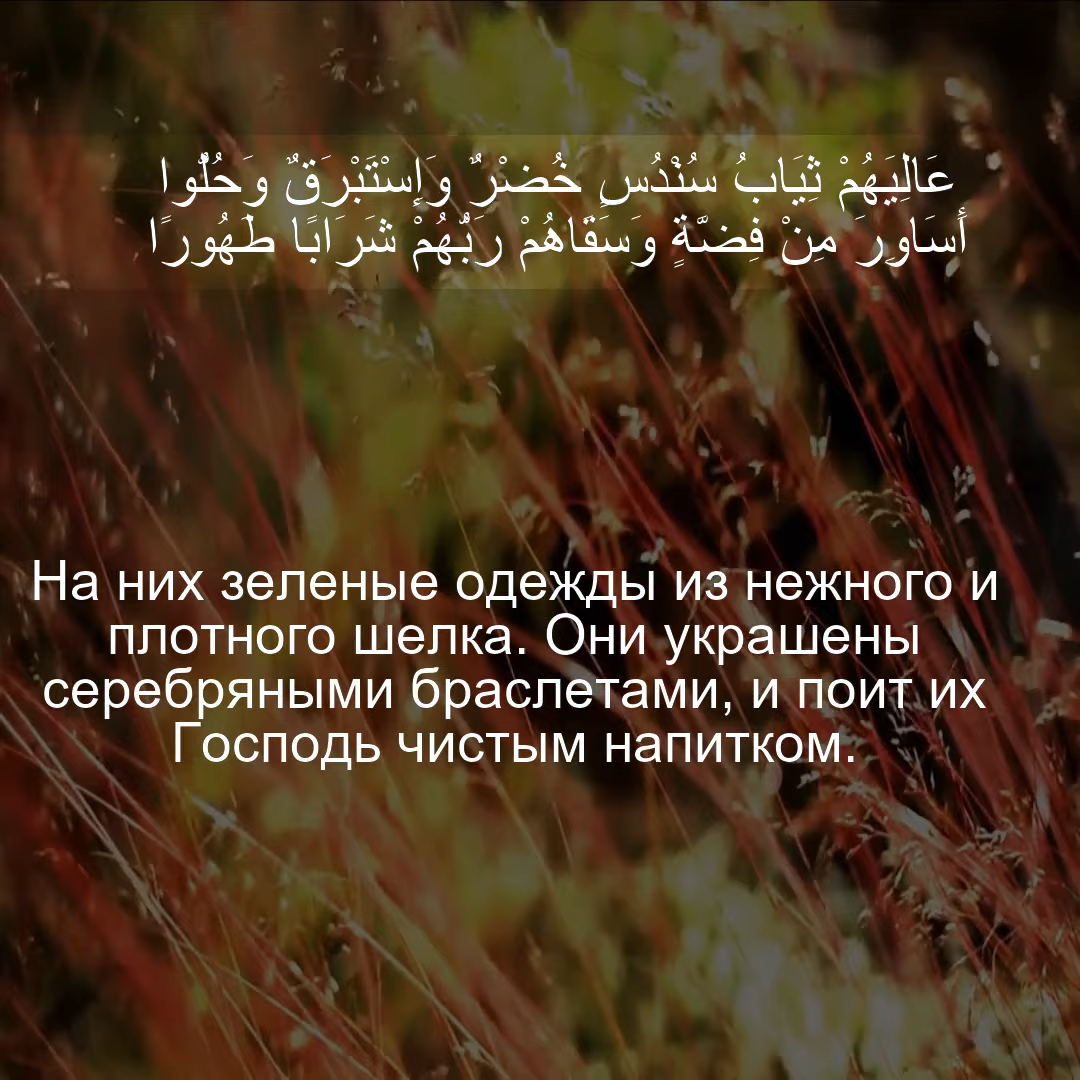 عَالِيَهُمْ ثِيَابُ سُنْدُسٍ خُضْرٌ وَإِسْتَبْرَقٌ وَحُلُّوا
أَسَاوِرَ مِنْ فِضَّةٍ وَسَقَاهُمْ رَبُّهُمْ شَرَابًا طَهُورًا
На них зеленые одежды из нежного и
плотного шелка. Они украшены
серебряными браслетами, и поит их
Господь чистым напитком.